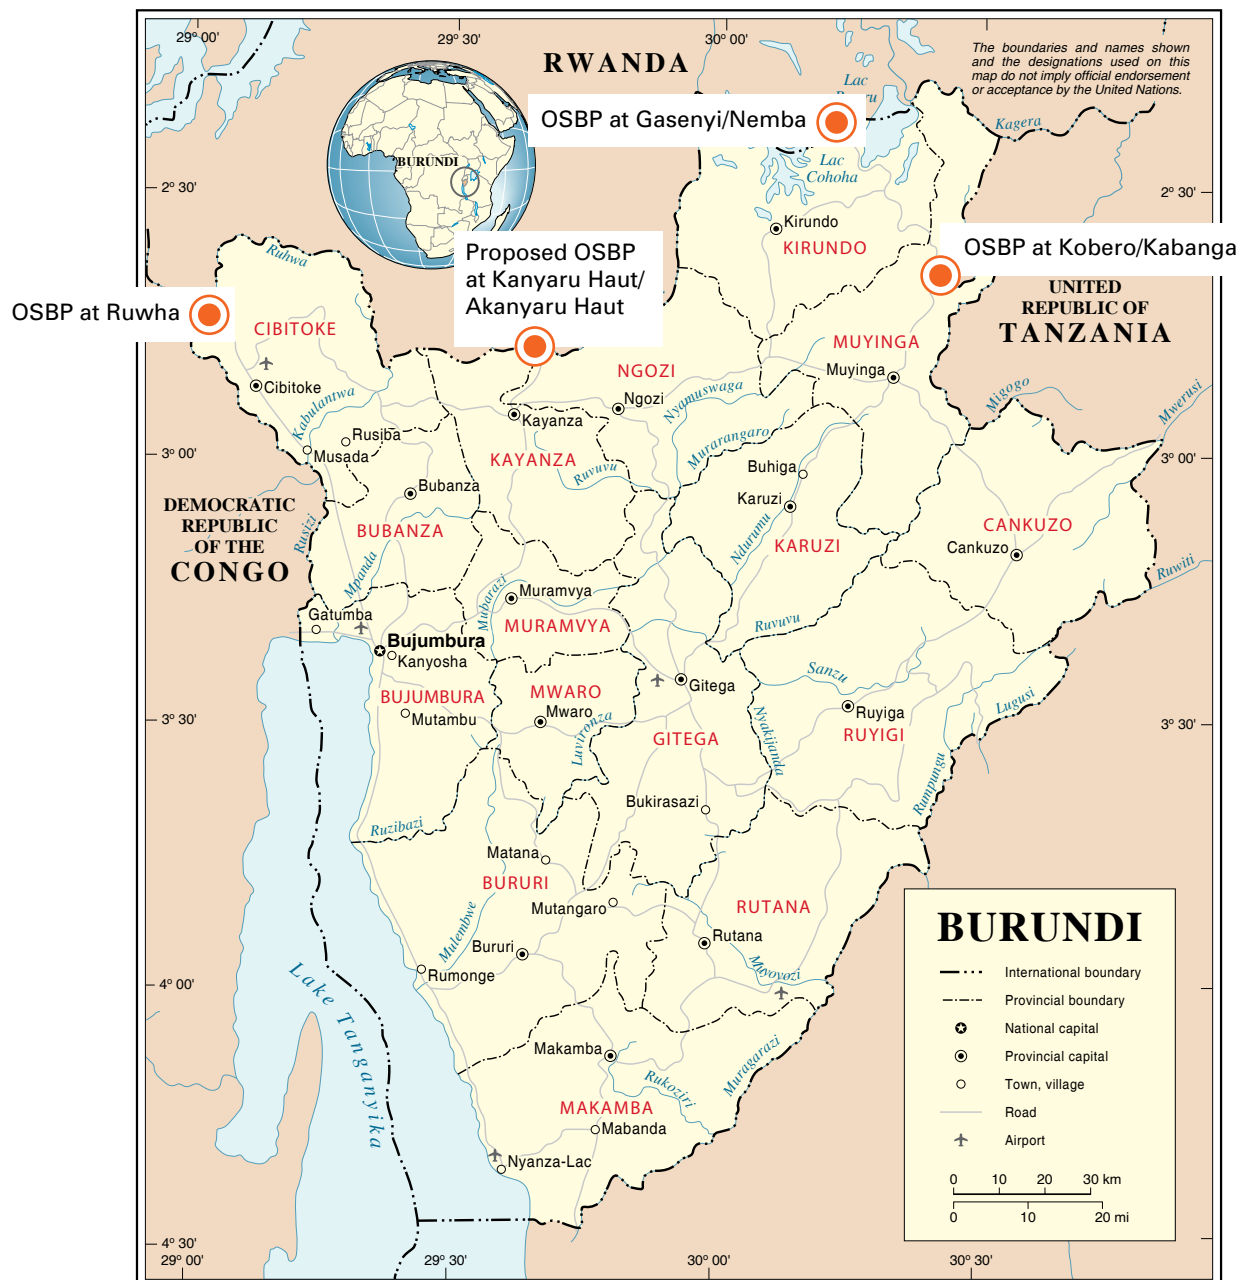 29° 00'
29° 30'
30° 00'
RWANDA
The boundaries and names shown
and the designations used on this
map do not imply official endorsement
or acceptance by the United Nations.
Lac
OSBP at Gasenyi/Nemba
Kagera
BURUNDI
Lac
Cohoha
2° 30'
2° 30'
Kirundo
KIRUNDO
Proposed OSBP
at Kanyaru Haut/
Akanyaru Haut
OSBP at Kobero/Kabanga
Ruhwa
UNITED
REPUBLIC OF
TANZANIA
OSBP at Ruwha
CIBITOKE
MUYINGA
NGOZI
Muyinga
Cibitoke
Kabulantwa
Nyamuswaga
Migogo
Mwerusi
Ngozi
Kayanza
Rusiba
Musada
Murarangaro
3° 00'
3° 00'
KAYANZA
Ruvuvu
Buhiga
Bubanza
Karuzi
DEMOCRATIC
REPUBLIC
OF THE
CONGO
Rusizi
BUBANZA
Ndurumu
KARUZI
CANKUZO
Cankuzo
Mpanda
Ruwiti
Mubarazi
Muramvya
Gatumba
MURAMVYA
Ruvuvu
Bujumbura
Kanyosha
Sanzu
BUJUMBURA
MWARO
Gitega
Lugusi
Mutambu
Mwaro
Luvironza
Nyakijanda
Ruyiga
3° 30'
3° 30'
GITEGA
RUYIGI
Rumpungu
Bukirasazi
Ruzibazi
Matana
BURURI
Mutangaro
RUTANA
Mulembwe
Rutana
Bururi
Rumonge
Muyovozi
4° 00'
Lake Tanganyika
Makamba
Rukoziri
Muragarazi
MAKAMBA
Mabanda
Nyanza-Lac
BURUNDI
International boundary
Provincial boundary
National capital
Provincial capital
Town, village
Road
Airport
0 10 20 30 km
0 10 20 mi
4° 30'
29° 00'
29° 30'
30° 00'
30° 30'